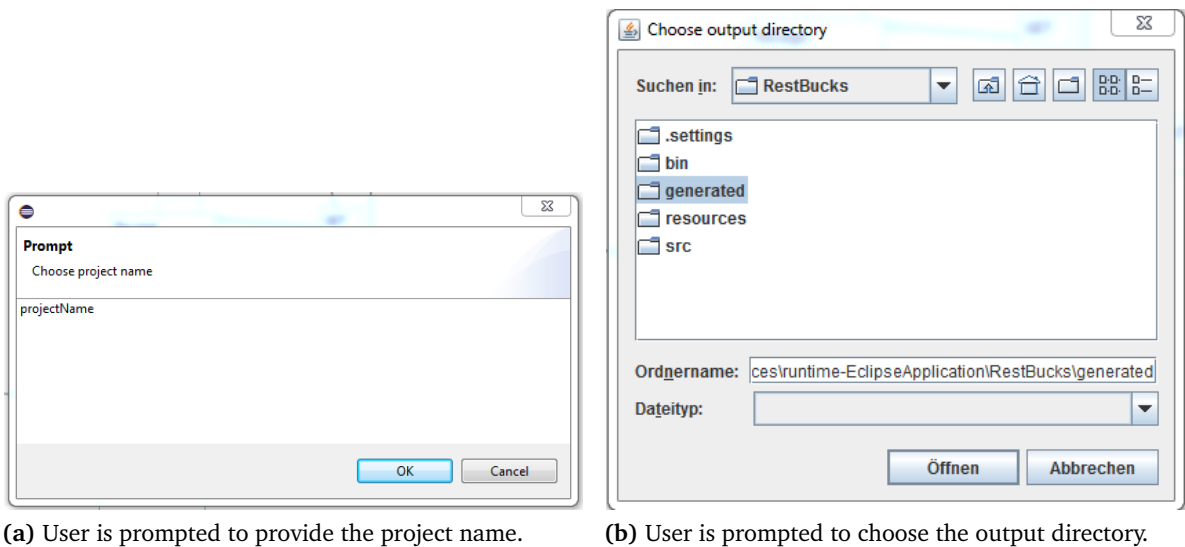 Prompt
Choose project name
projectName
OK Cancel
(a) User is prompted to provide the project name.
Choose output directory
Suchen in: RestBucks
.settings
bin
generated
resources
src
Ordnername: ces\runtime-EclipseApplication\RestBucks\generated
Dateityp:
Öffnen Abbrechen
(b) User is prompted to choose the output directory.